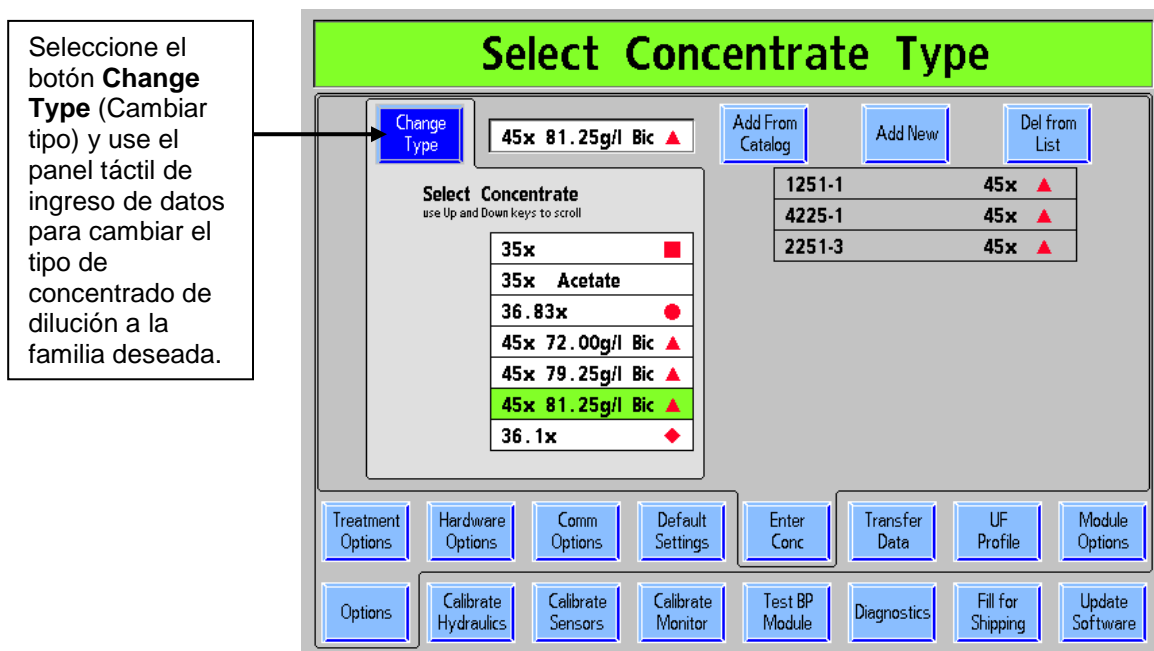 Seleccione el
botón Change
Type (Cambiar
tipo) y use el
panel táctil de
ingreso de datos
para cambiar el
tipo de
concentrado de
dilución a la
familia deseada.
Select Concentrate Type
Change
Type
45x 81.25g/l Bic
Add From
Catalog
Add New
Del from
List
Select Concentrate
use Up and Down keys to scroll
35x
35x Acetate
36.83x
45x 72.00g/l Bic
45x 79.25g/l Bic
45x 81.25g/l Bic
36.1x
1251-1 45x
4225-1 45x
2251-3 45x
Treatment
Options
Hardware
Options
Comm
Options
Default
Settings
Enter
Conc
Transfer
Data
UF
Profile
Module
Options
Options
Calibrate
Hydraulics
Calibrate
Sensors
Calibrate
Monitor
Test BP
Module
Diagnostics
Fill for
Shipping
Update
Software